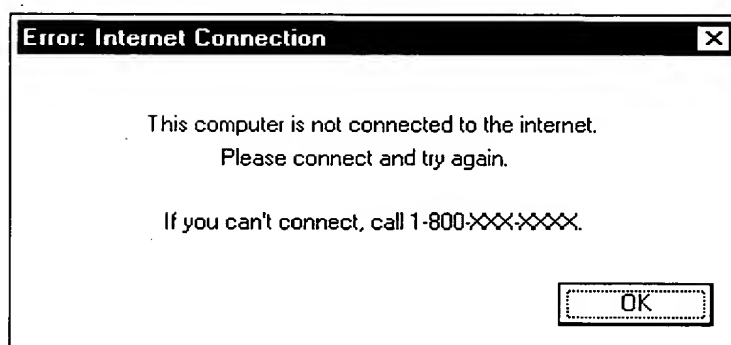 Error: Internet Connection
This computer is not connected to the internet.
Please connect and try again.
If you can't connect, call 1-800-XXX-XXXX.
OK